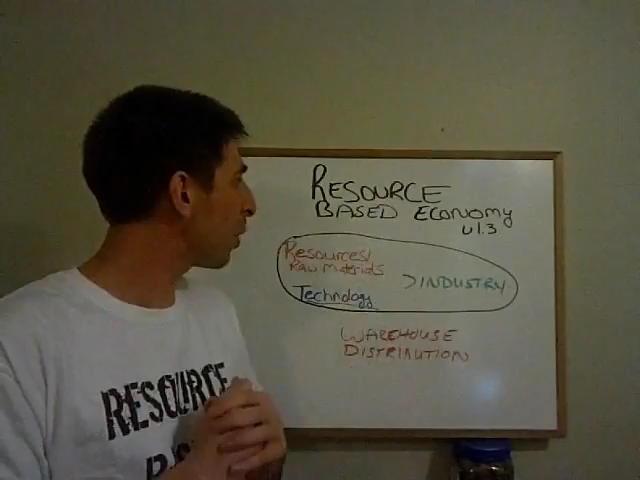 RESOURCE
BASED ECONOMY
v1.3
Resources/
Raw Materials
>INDUSTRY
Technology
WAREHOUSE
DISTRIBUTION
RESOURCE